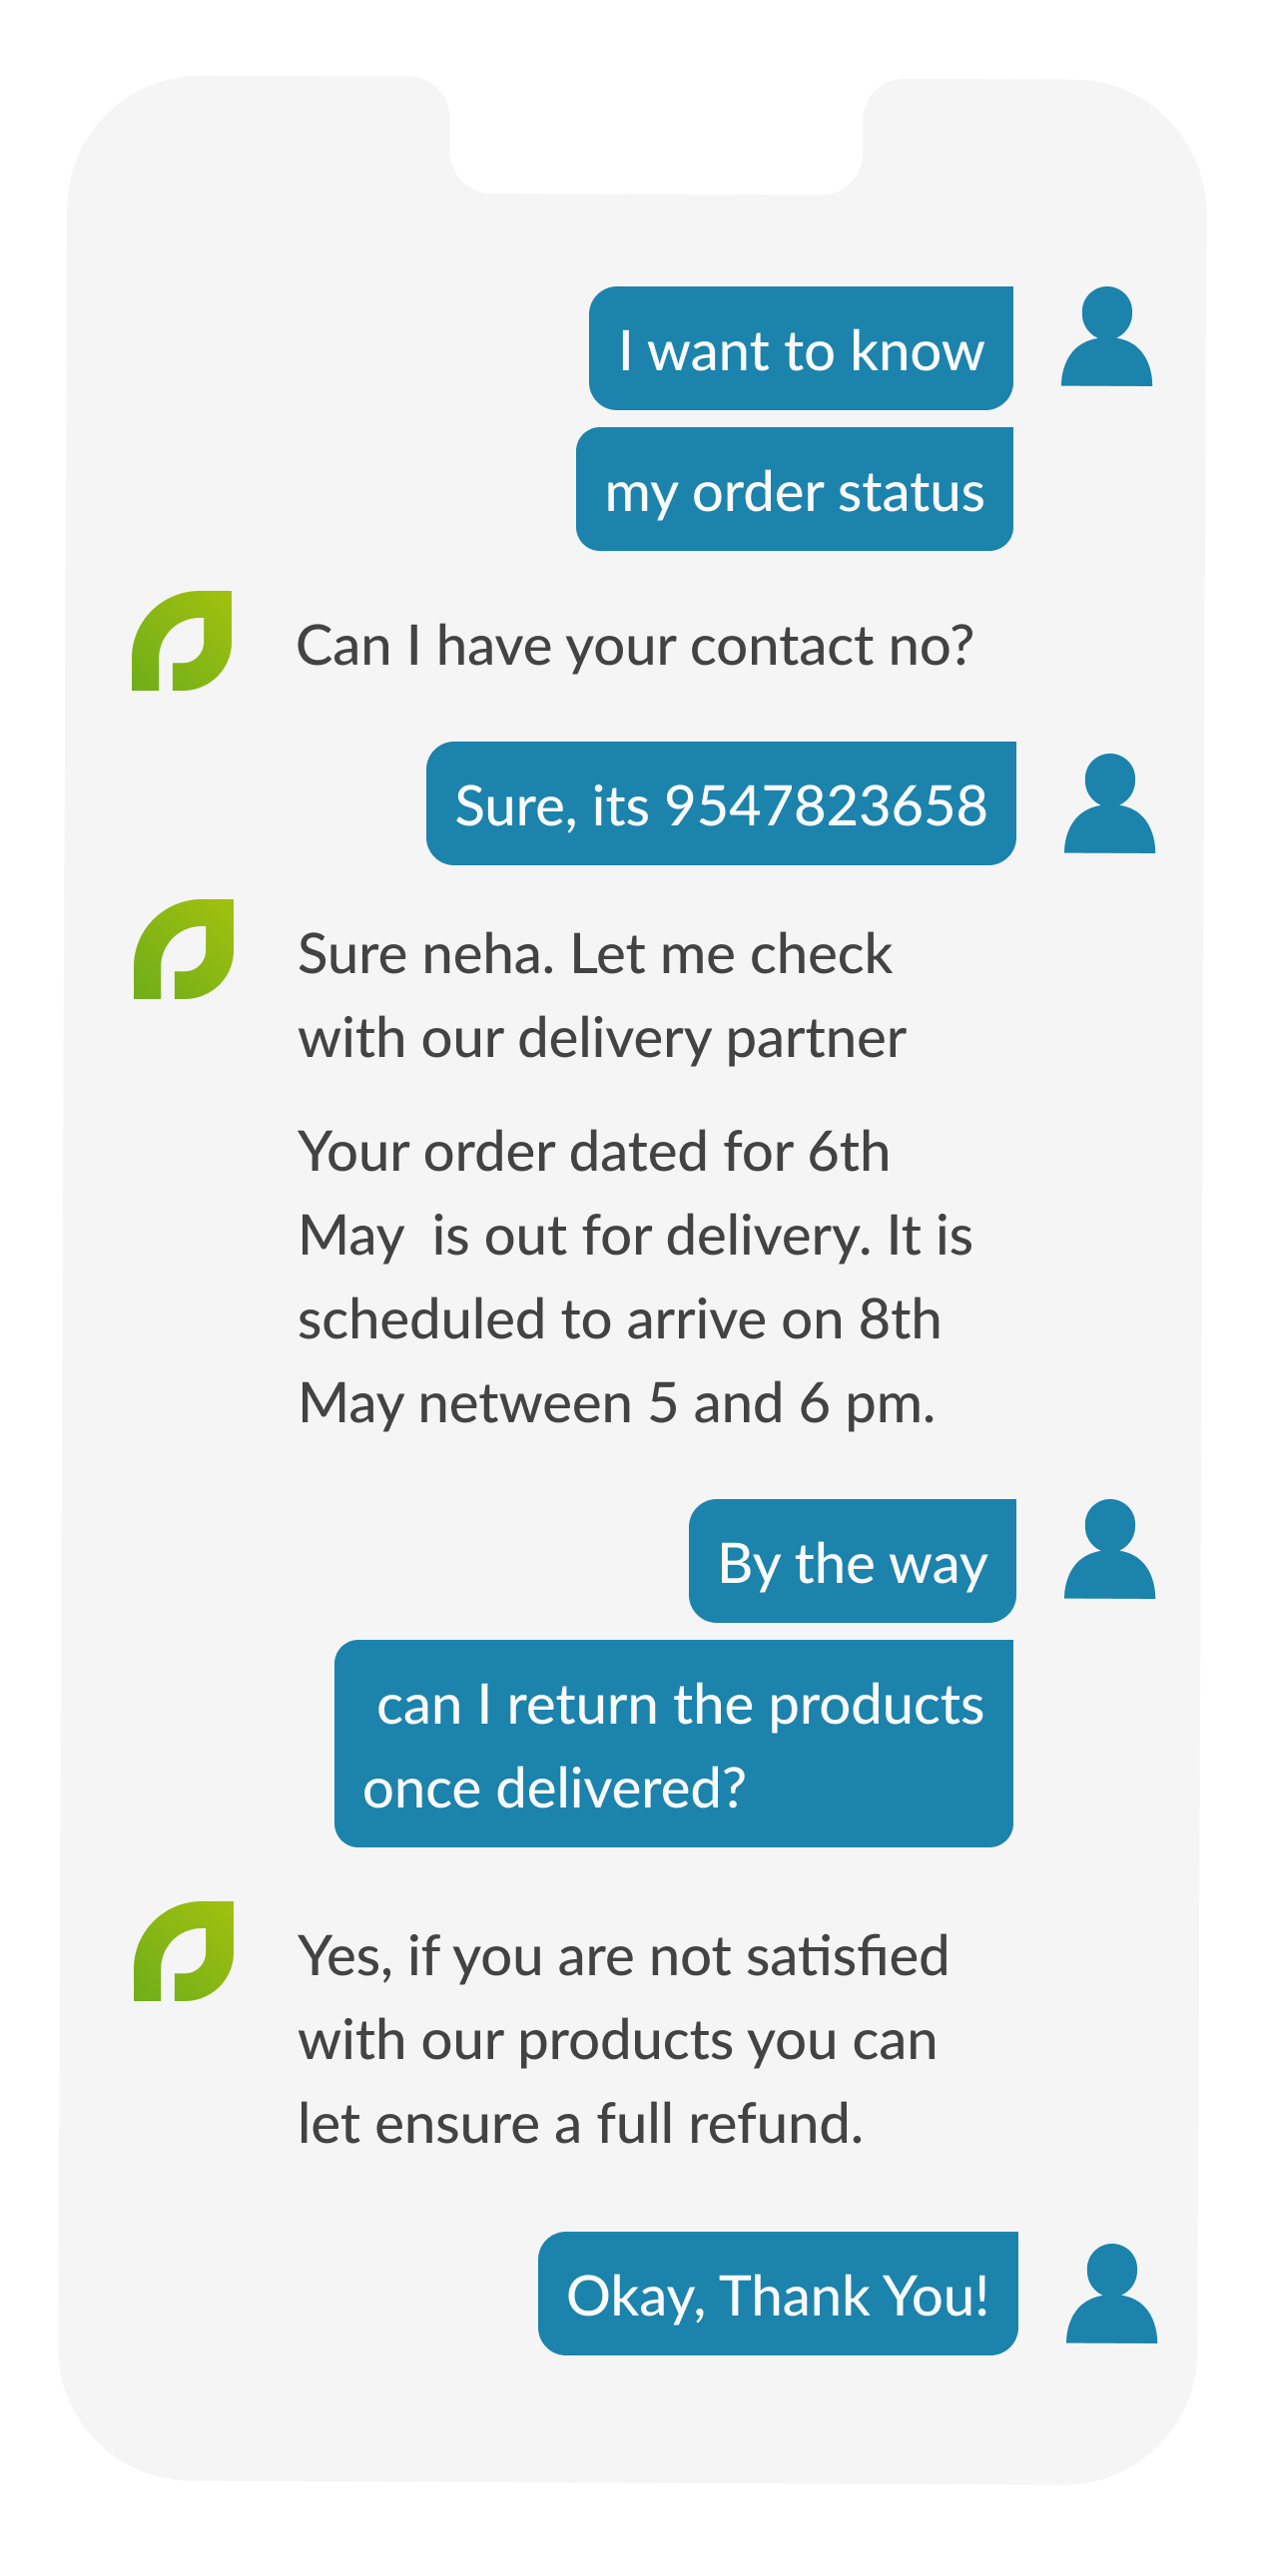 I want to know
my order status
Can I have your contact no?
Sure, its 9547823658
Sure neha. Let me check
with our delivery partner
Your order dated for 6th
May  is out for delivery. It is
scheduled to arrive on 8th
May netween 5 and 6 pm.
By the way
can I return the products
once delivered?
Yes, if you are not satisfied
with our products you can
let ensure a full refund.
Okay, Thank You!